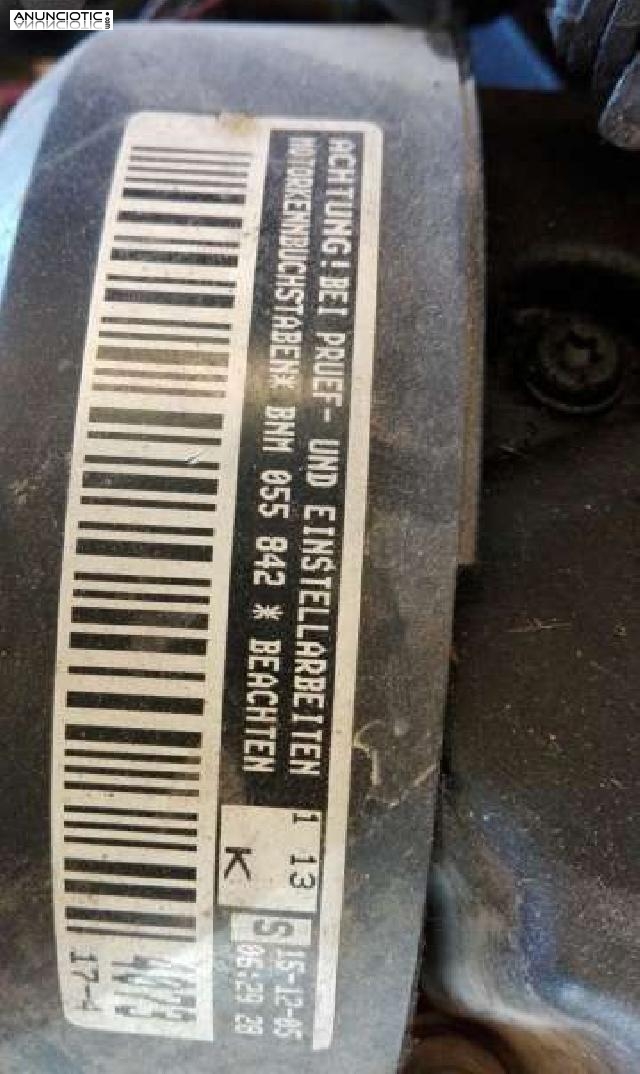 ANUNCIOTIC.com
ACHTUNG!BEI PRUEF- UND EINSTELLARBEITEN
MOTORKENNBUCHSTABEN* BNM 055 842 * BEACHTEN
1 13
K
S
15-12-05
06:29 28
17-4